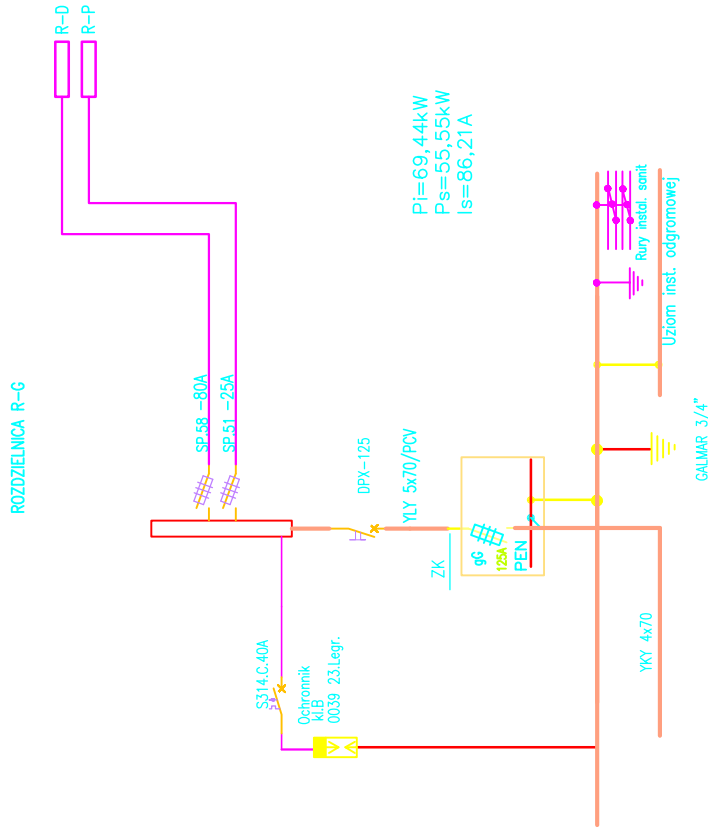 ROZDZIELNICA R-G
R-D
R-P
SP.58 -80A
SP.51 -25A
Pi=69,44kW
Ps=55,55kW
Is=86,21A
DPX-125
YLY 5x70/PCV
ZK
gG
125A
PEN
S314.C.40A
Ochronnik
kl.B
0039 23.Legr.
YKY 4x70
GALMAR 3/4"
Rury instal. sanit
Uziom inst. odgromowej